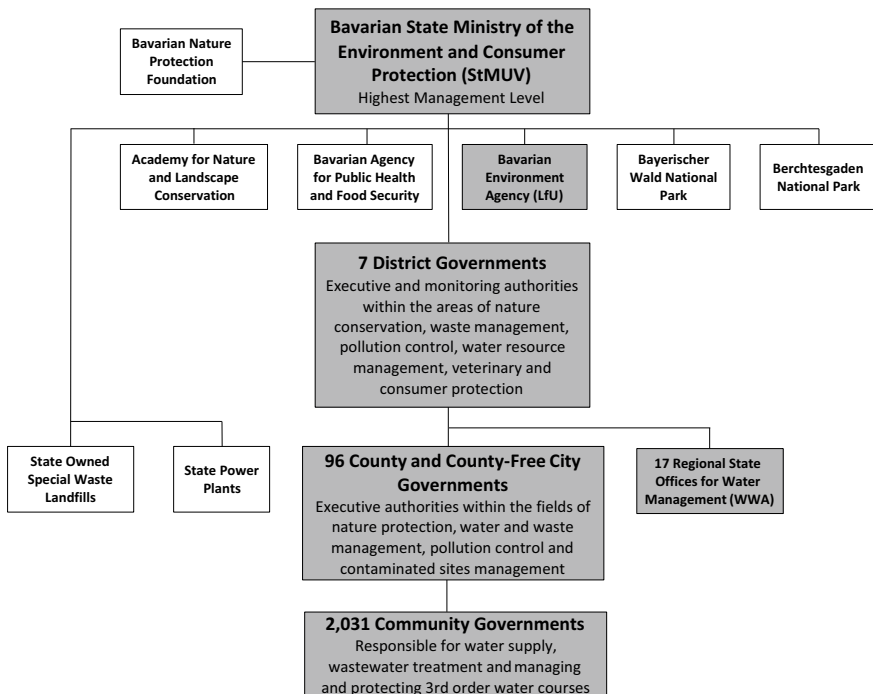 Bavarian State Ministry of the
Environment and Consumer
Protection (StMUV)
Highest Management Level
Bavarian Nature
Protection
Foundation
Academy for Nature
and Landscape
Conservation
Bavarian Agency
for Public Health
and Food Security
Bavarian
Environment
Agency (LfU)
Bayerischer
Wald National
Park
Berchtesgaden
National Park
7 District Governments
Executive and monitoring authorities
within the areas of nature
conservation, waste management,
pollution control, water resource
management, veterinary and
consumer protection
State Owned
Special Waste
Landfills
State Power
Plants
96 County and County-Free City
Governments
Executive authorities within the fields of
nature protection, water and waste
management, pollution control and
contaminated sites management
17 Regional State
Offices for Water
Management (WWA)
2,031 Community Governments
Responsible for water supply,
wastewater treatment and managing
and protecting 3rd order water courses